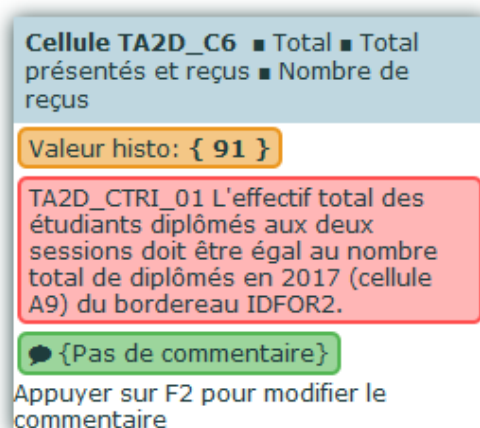 Cellule TA2D_C6 ▪ Total ▪ Total
présentés et reçus ▪ Nombre de
reçus
Valeur histo: { 91 }
TA2D_CTRI_01 L'effectif total des
étudiants diplômés aux deux
sessions doit être égal au nombre
total de diplômés en 2017 (cellule
A9) du bordereau IDFOR2.
{Pas de commentaire}
Appuyer sur F2 pour modifier le
commentaire